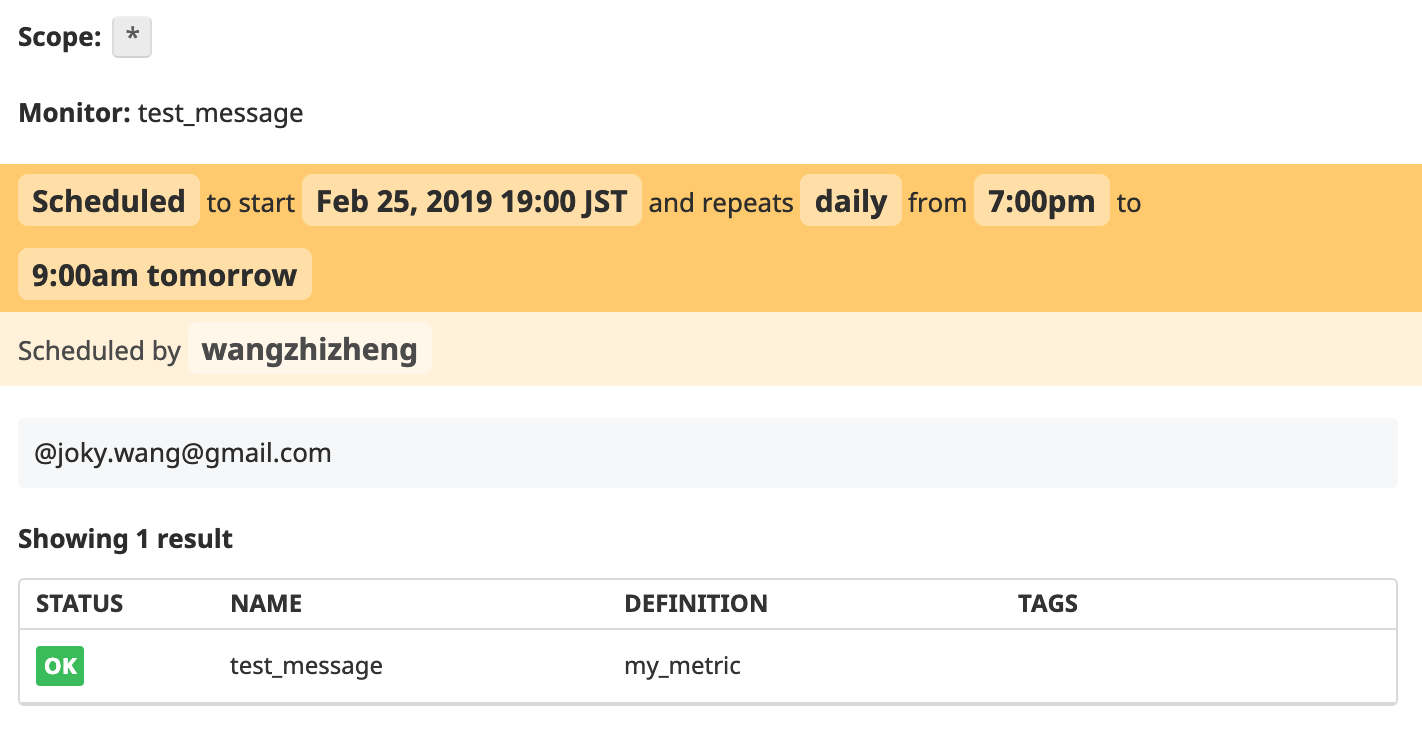 Scope: *
Monitor: test_message
Scheduled to start Feb 25, 2019 19:00 JST and repeats daily from 7:00pm to
9:00am tomorrow
Scheduled by wangzhizheng
@joky.wang@gmail.com
Showing 1 result
STATUS NAME DEFINITION TAGS
OK test_message my_metric